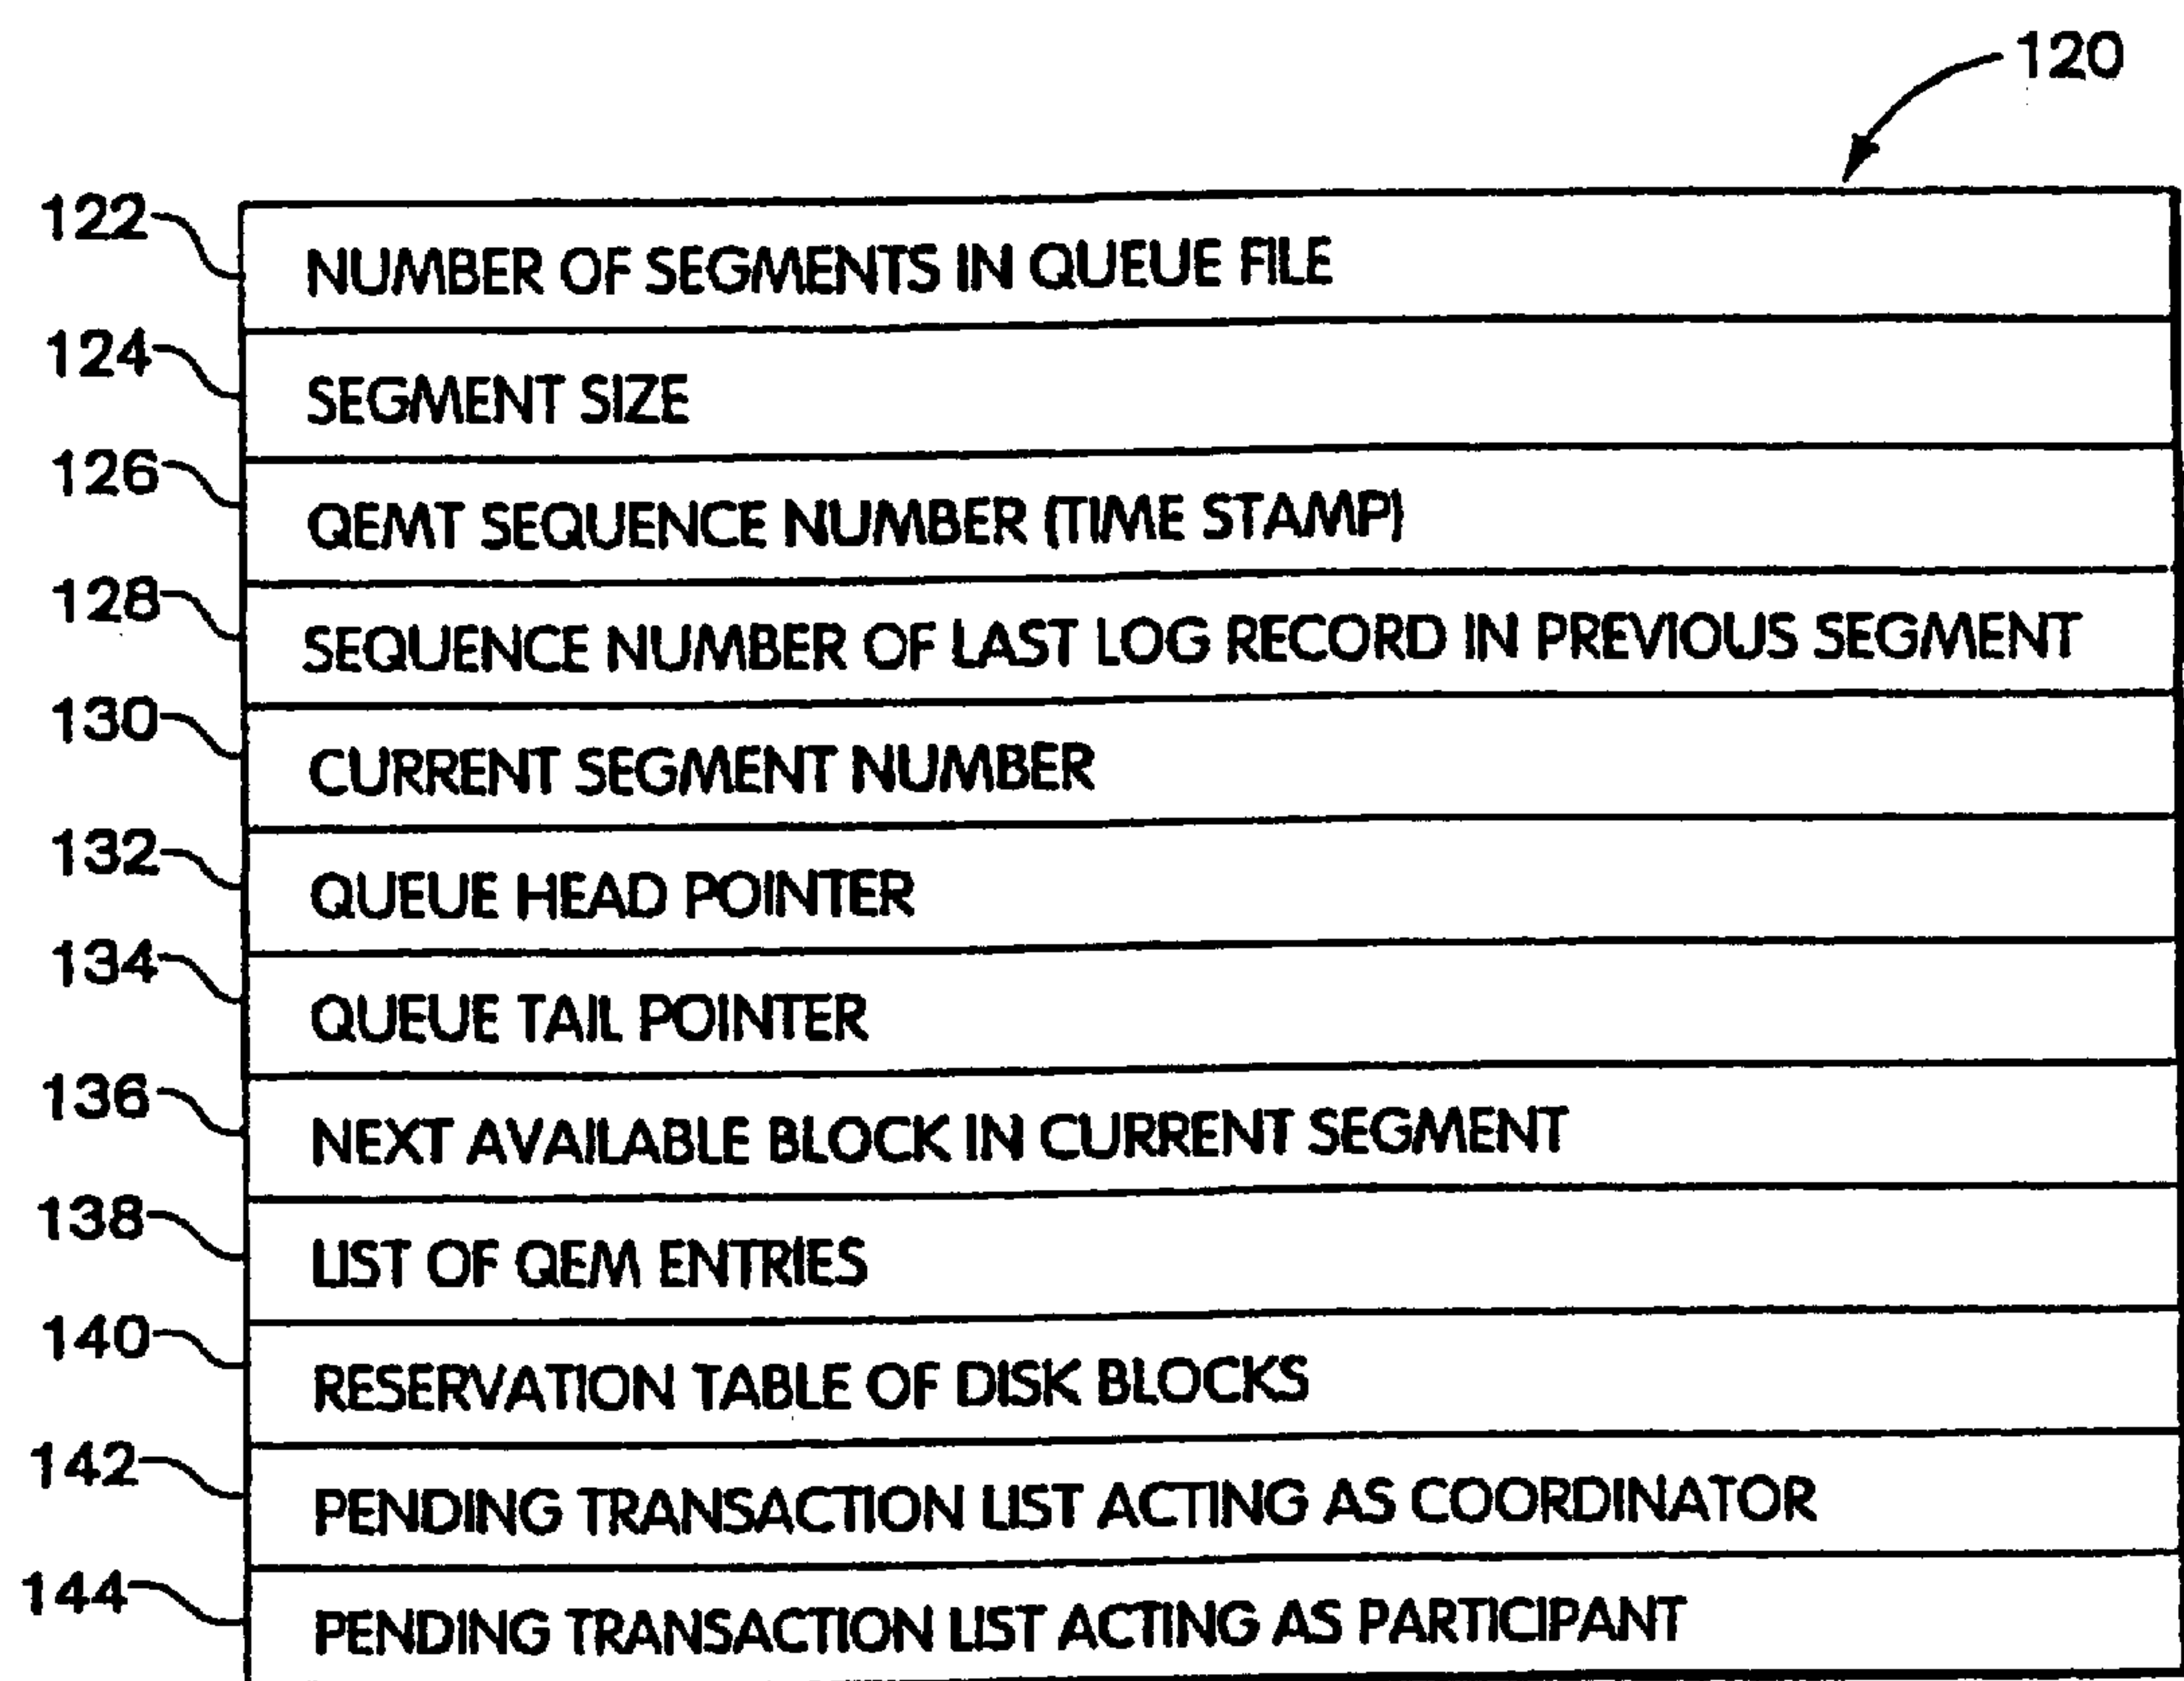 120
122 NUMBER OF SEGMENTS IN QUEUE FILE
124 SEGMENT SIZE
126 QEMT SEQUENCE NUMBER (TIME STAMP)
128 SEQUENCE NUMBER OF LAST LOG RECORD IN PREVIOUS SEGMENT
130 CURRENT SEGMENT NUMBER
132 QUEUE HEAD POINTER
134 QUEUE TAIL POINTER
136 NEXT AVAILABLE BLOCK IN CURRENT SEGMENT
138 LIST OF QEM ENTRIES
140 RESERVATION TABLE OF DISK BLOCKS
142 PENDING TRANSACTION LIST ACTING AS COORDINATOR
144 PENDING TRANSACTION LIST ACTING AS PARTICIPANT